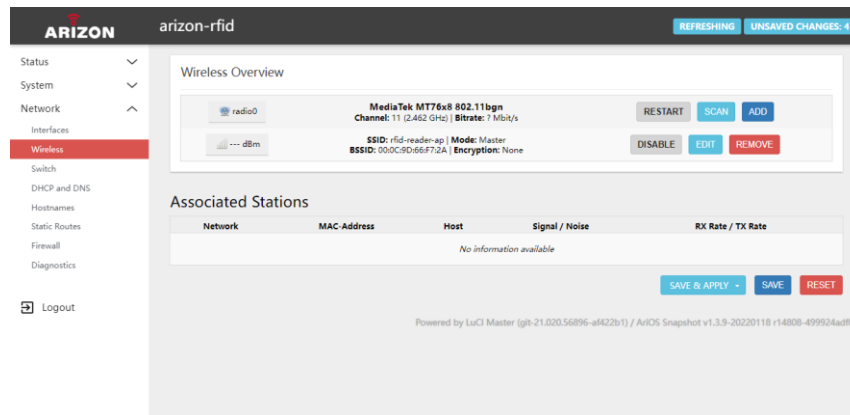 ARIZON
arizon-rfid
REFRESHING
UNSAVED CHANGES: 4
Status
System
Network
Interfaces
Wireless
Switch
DHCP and DNS
Hostnames
Static Routes
Firewall
Diagnostics
Logout
Wireless Overview
radio0
MediaTek MT76x8 802.11bgn
Channel: 11 (2.462 GHz) | Bitrate: ? Mbit/s
RESTART SCAN ADD
--- dBm
SSID: rfid-reader-ap | Mode: Master
BSSID: 00:0C:9D:66:F7:2A | Encryption: None
DISABLE EDIT REMOVE
Associated Stations
Network MAC-Address Host Signal / Noise RX Rate / TX Rate
No information available
SAVE & APPLY SAVE RESET
Powered by LuCI Master (git-21.020.56896-af422b1) / AriOS Snapshot v1.3.9-20220118 r14808-499924adf